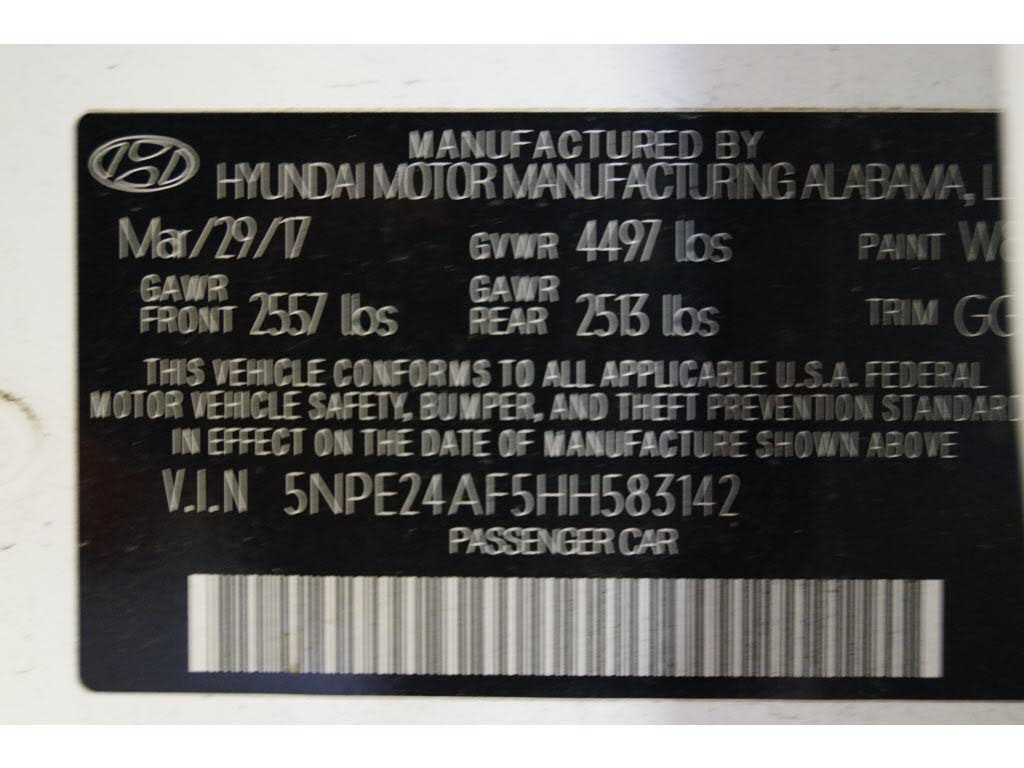 MANUFACTURED BY
HYUNDAI MOTOR MANUFACTURING ALABAMA,
Mar/29/17 GVWR 4497 lbs PAINT
GAWR FRONT 2557 lbs GAWR REAR 2513 lbs TRIM
THIS VEHICLE CONFORMS TO ALL APPLICABLE U.S.A. FEDERAL
MOTOR VEHICLE SAFETY, BUMPER, AND THEFT PREVENTION STANDARD
IN EFFECT ON THE DATE OF MANUFACTURE SHOWN ABOVE
V.I.N 5NPE24AF5HH583142
PASSENGER CAR